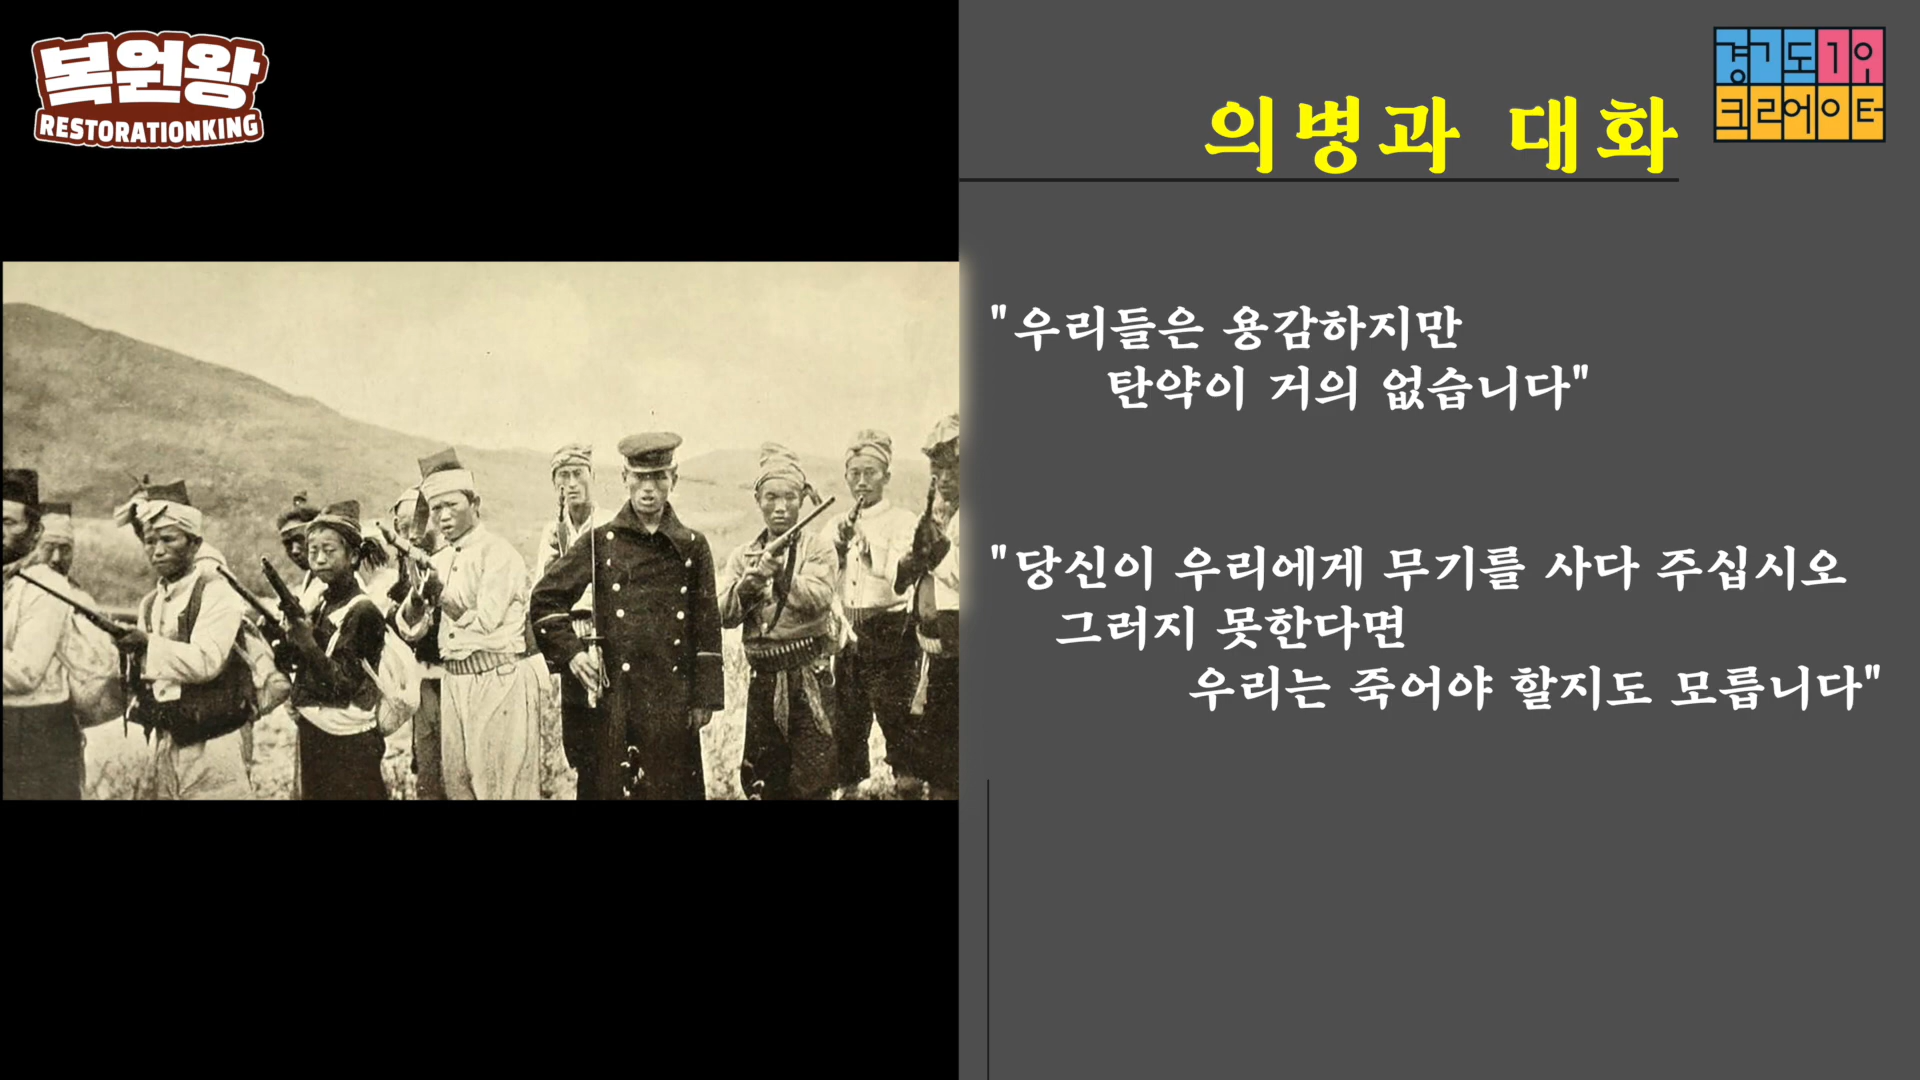 복원왕
RESTORATIONKING
경기도1인
크리에이터
의병과 대화
"우리들은 용감하지만
탄약이 거의 없습니다"
"당신이 우리에게 무기를 사다 주십시오
그러지 못한다면
우리는 죽어야 할지도 모릅니다"